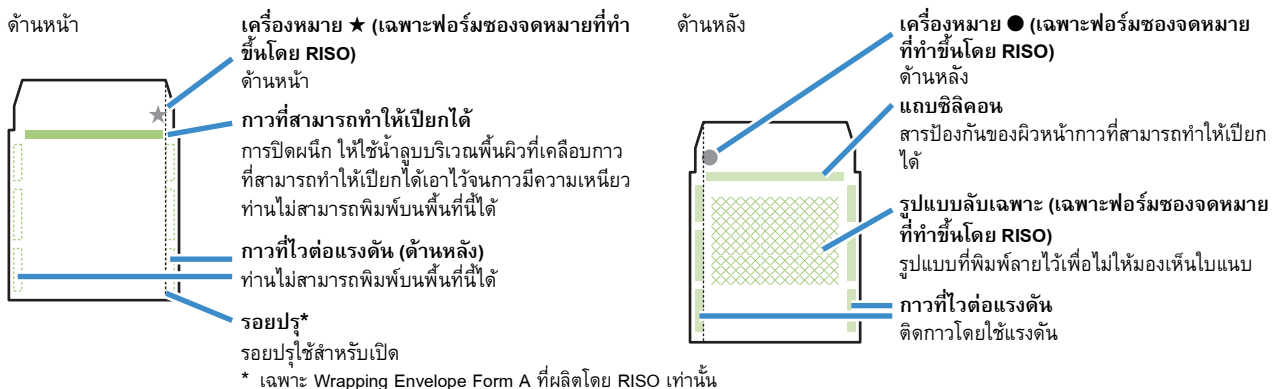 ด้านหน้า
เครื่องหมาย ★ (เฉพาะฟอร์มซองจดหมายที่ทำ
ขึ้นโดย RISO)
ด้านหน้า
กาวที่สามารถทำให้เปียกได้
การปิดผนึก ให้ใช้น้ำลูบบริเวณพื้นผิวที่เคลือบกาว
ที่สามารถทำให้เปียกได้เอาไว้จนกาวมีความเหนียว
ท่านไม่สามารถพิมพ์บนพื้นที่นี้ได้
กาวที่ไวต่อแรงดัน (ด้านหลัง)
ท่านไม่สามารถพิมพ์บนพื้นที่นี้ได้
รอยปรุ*
รอยปรุใช้สำหรับเปิด
* เฉพาะ Wrapping Envelope Form A ที่ผลิตโดย RISO เท่านั้น
ด้านหลัง
เครื่องหมาย ● (เฉพาะฟอร์มซองจดหมาย
ที่ทำขึ้นโดย RISO)
ด้านหลัง
แถบซิลิคอน
สารป้องกันของผิวหน้ากาวที่สามารถทำให้เปียก
ได้
รูปแบบลับเฉพาะ (เฉพาะฟอร์มซองจดหมาย
ที่ทำขึ้นโดย RISO)
รูปแบบที่พิมพ์ลายไว้เพื่อไม่ให้มองเห็นใบแนบ
กาวที่ไวต่อแรงดัน
ติดกาวโดยใช้แรงดัน